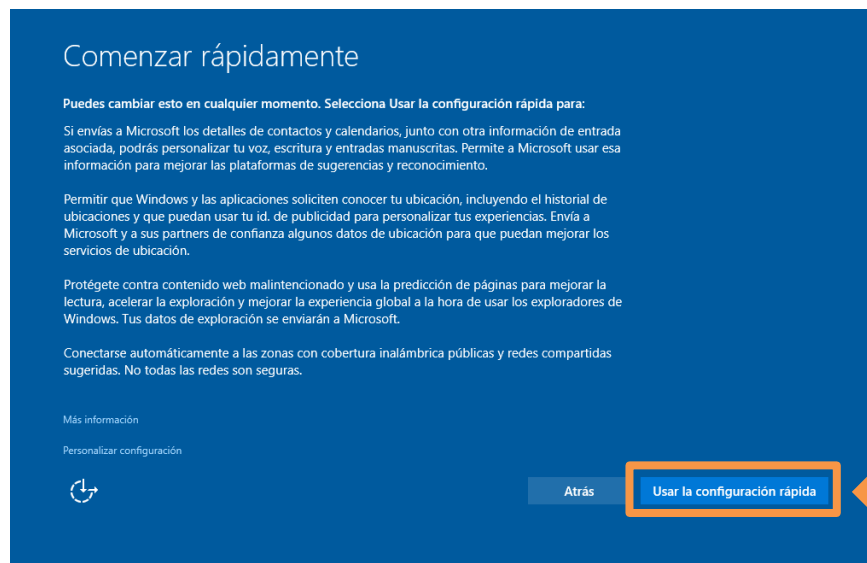 Comenzar rápidamente
Puedes cambiar esto en cualquier momento. Selecciona Usar la configuración rápida para:
Si envías a Microsoft los detalles de contactos y calendarios, junto con otra información de entrada
asociada, podrás personalizar tu voz, escritura y entradas manuscritas. Permite a Microsoft usar esa
información para mejorar las plataformas de sugerencias y reconocimiento.
Permitir que Windows y las aplicaciones soliciten conocer tu ubicación, incluyendo el historial de
ubicaciones y que puedan usar tu id. de publicidad para personalizar tus experiencias. Envía a
Microsoft y a sus partners de confianza algunos datos de ubicación para que puedan mejorar los
servicios de ubicación.
Protégete contra contenido web malintencionado y usa la predicción de páginas para mejorar la
lectura, acelerar la exploración y mejorar la experiencia global a la hora de usar los exploradores de
Windows. Tus datos de exploración se enviarán a Microsoft.
Conectarse automáticamente a las zonas con cobertura inalámbrica públicas y redes compartidas
sugeridas. No todas las redes son seguras.
Más información
Personalizar configuración
Atrás
Usar la configuración rápida